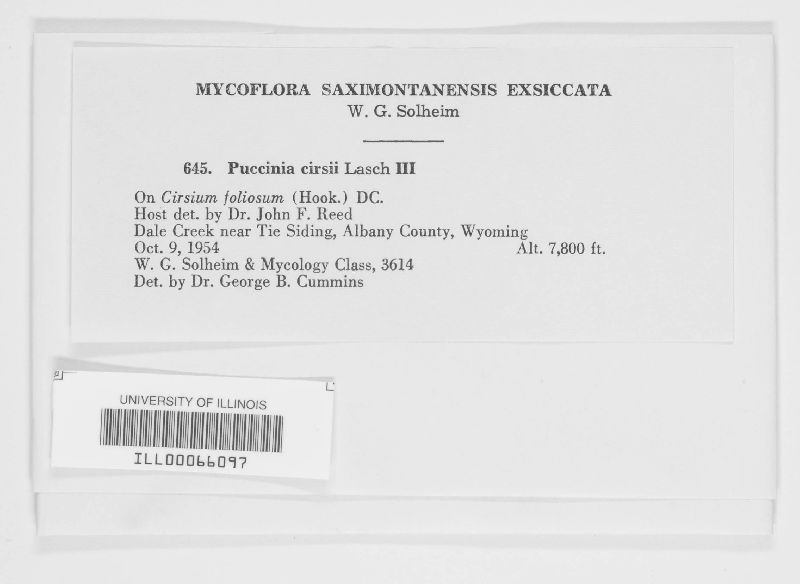 MYCOFLORA SAXIMONTANENSIS EXSICCATA
W. G. Solheim
645. Puccinia cirsii Lasch III
On Cirsium foliosum (Hook.) DC.
Host det. by Dr. John F. Reed
Dale Creek near Tie Siding, Albany County, Wyoming
Oct. 9, 1954 Alt. 7,800 ft.
W. G. Solheim & Mycology Class, 3614
Det. by Dr. George B. Cummins
UNIVERSITY OF ILLINOIS
ILL00066097